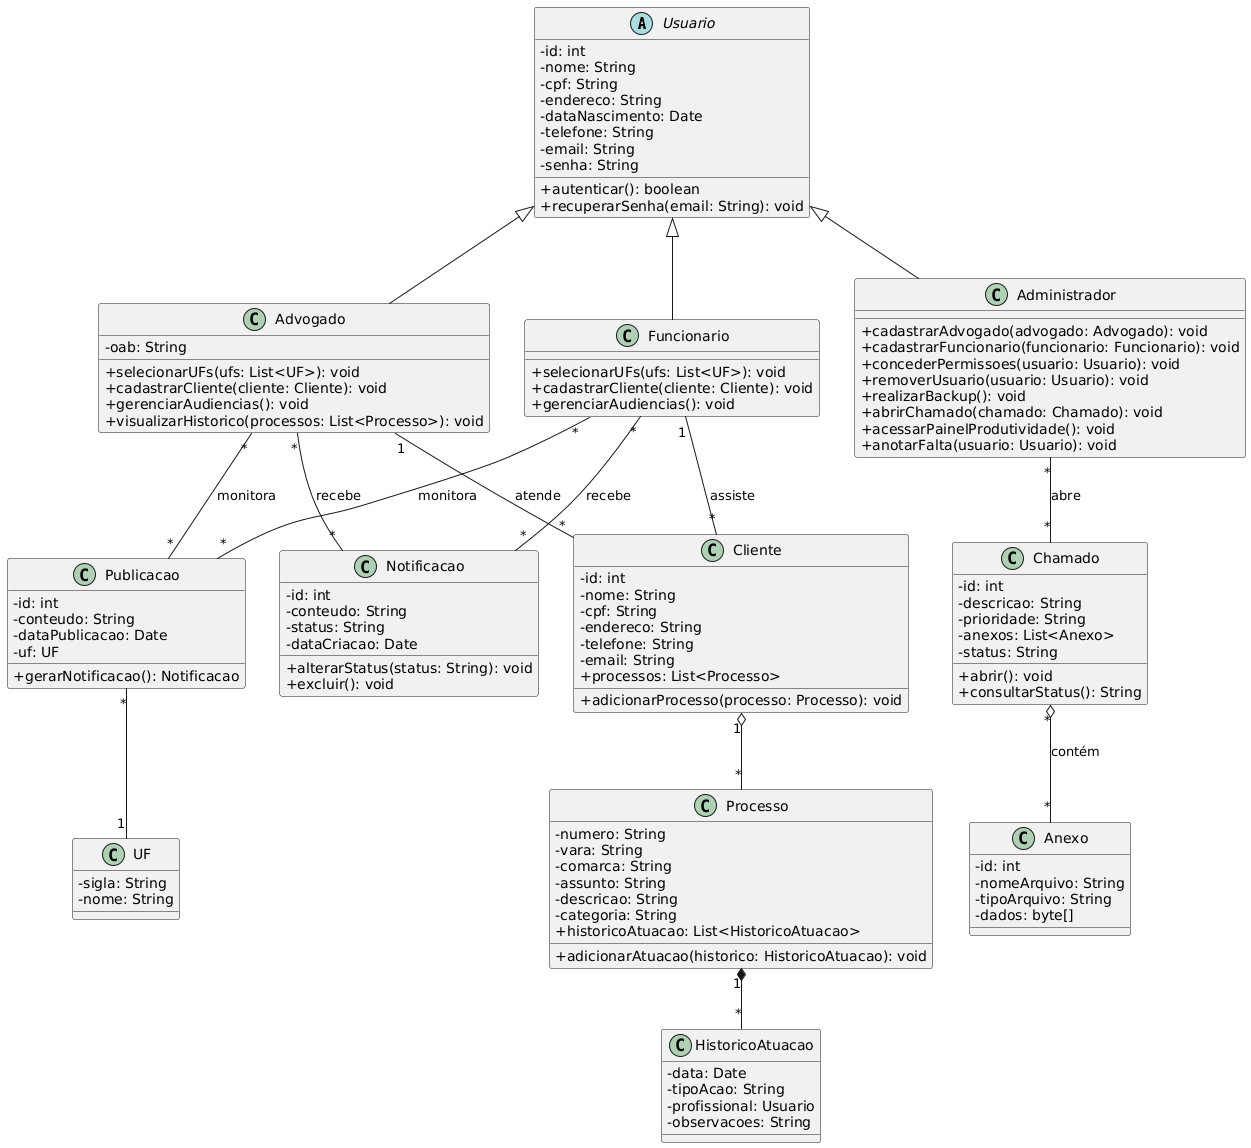 A Usuario
-id: int
-nome: String
-cpf: String
-endereco: String
-dataNascimento: Date
-telefone: String
-email: String
-senha: String
+autenticar(): boolean
+recuperarSenha(email: String): void
C Advogado
-oab: String
+selecionarUFs(ufs: List<UF>): void
+cadastrarCliente(cliente: Cliente): void
+gerenciarAudiencias(): void
+visualizarHistorico(processos: List<Processo>): void
C Funcionario
+selecionarUFs(ufs: List<UF>): void
+cadastrarCliente(cliente: Cliente): void
+gerenciarAudiencias(): void
C Administrador
+cadastrarAdvogado(advogado: Advogado): void
+cadastrarFuncionario(funcionario: Funcionario): void
+concederPermissoes(usuario: Usuario): void
+removerUsuario(usuario: Usuario): void
+realizarBackup(): void
+abrirChamado(chamado: Chamado): void
+acessarPainelProdutividade(): void
+anotarFalta(usuario: Usuario): void
* * 1 * * 1 *
monitora recebe monitora atende recebe assiste abre
* * * * * * *
C Publicacao
-id: int
-conteudo: String
-dataPublicacao: Date
-uf: UF
+gerarNotificacao(): Notificacao
C Notificacao
-id: int
-conteudo: String
-status: String
-dataCriacao: Date
+alterarStatus(status: String): void
+excluir(): void
C Cliente
-id: int
-nome: String
-cpf: String
-endereco: String
-telefone: String
-email: String
+processos: List<Processo>
+adicionarProcesso(processo: Processo): void
C Chamado
-id: int
-descricao: String
-prioridade: String
-anexos: List<Anexo>
-status: String
+abrir(): void
+consultarStatus(): String
* 1 *
contém
1 * *
C UF
-sigla: String
-nome: String
C Processo
-numero: String
-vara: String
-comarca: String
-assunto: String
-descricao: String
-categoria: String
+historicoAtuacao: List<HistoricoAtuacao>
+adicionarAtuacao(historico: HistoricoAtuacao): void
C Anexo
-id: int
-nomeArquivo: String
-tipoArquivo: String
-dados: byte[]
1
*
C HistoricoAtuacao
-data: Date
-tipoAcao: String
-profissional: Usuario
-observacoes: String